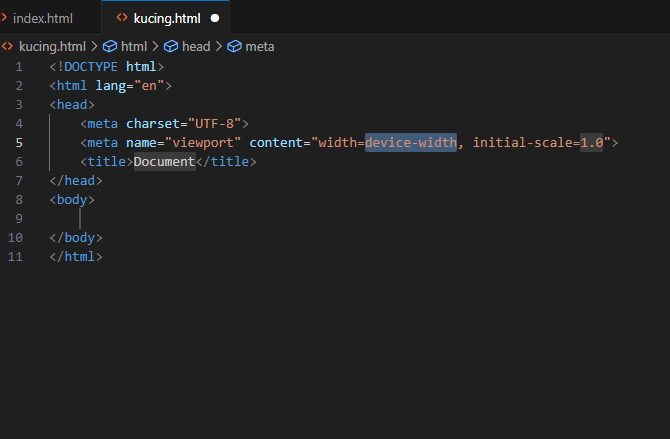 index.html kucing.html
kucing.html > html > head > meta
1 <!DOCTYPE html>
2 <html lang="en">
3 <head>
4 <meta charset="UTF-8">
5 <meta name="viewport" content="width=device-width, initial-scale=1.0">
6 <title>Document</title>
7 </head>
8 <body>
9
10 </body>
11 </html>